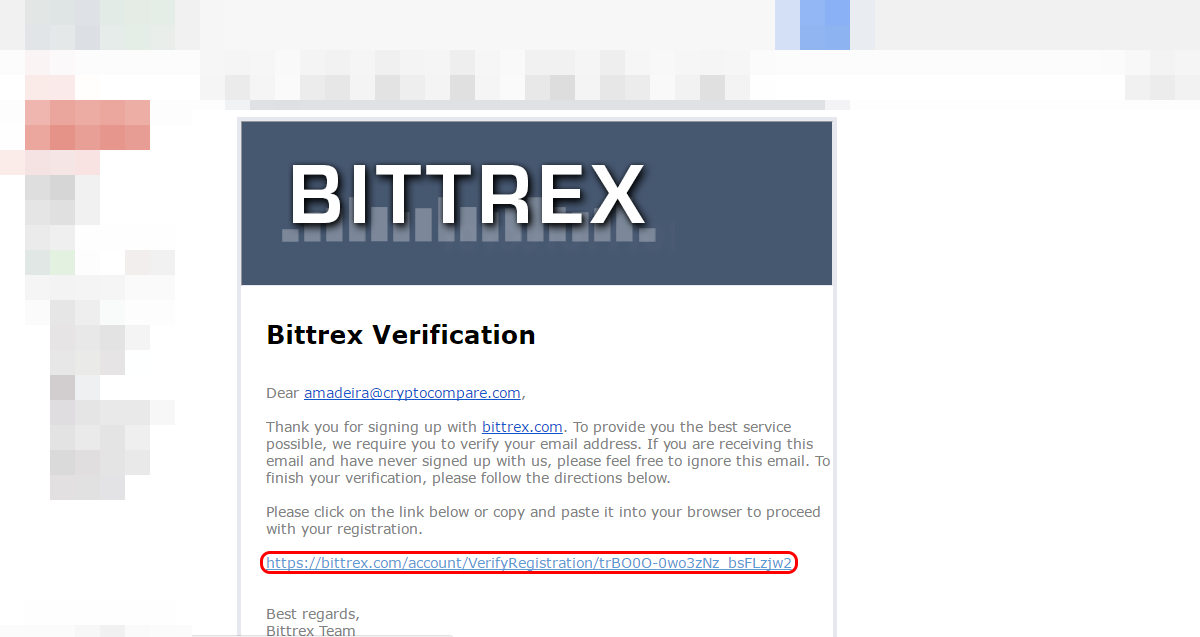 BITTREX
Bittrex Verification
Dear amadeira@cryptocompare.com,
Thank you for signing up with bittrex.com. To provide you the best service
possible, we require you to verify your email address. If you are receiving this
email and have never signed up with us, please feel free to ignore this email. To
finish your verification, please follow the directions below.
Please click on the link below or copy and paste it into your browser to proceed
with your registration.
https://bittrex.com/account/VerifyRegistration/trBO0O-0wo3zNz_bsFLzjw2
Best regards,
Bittrex Team